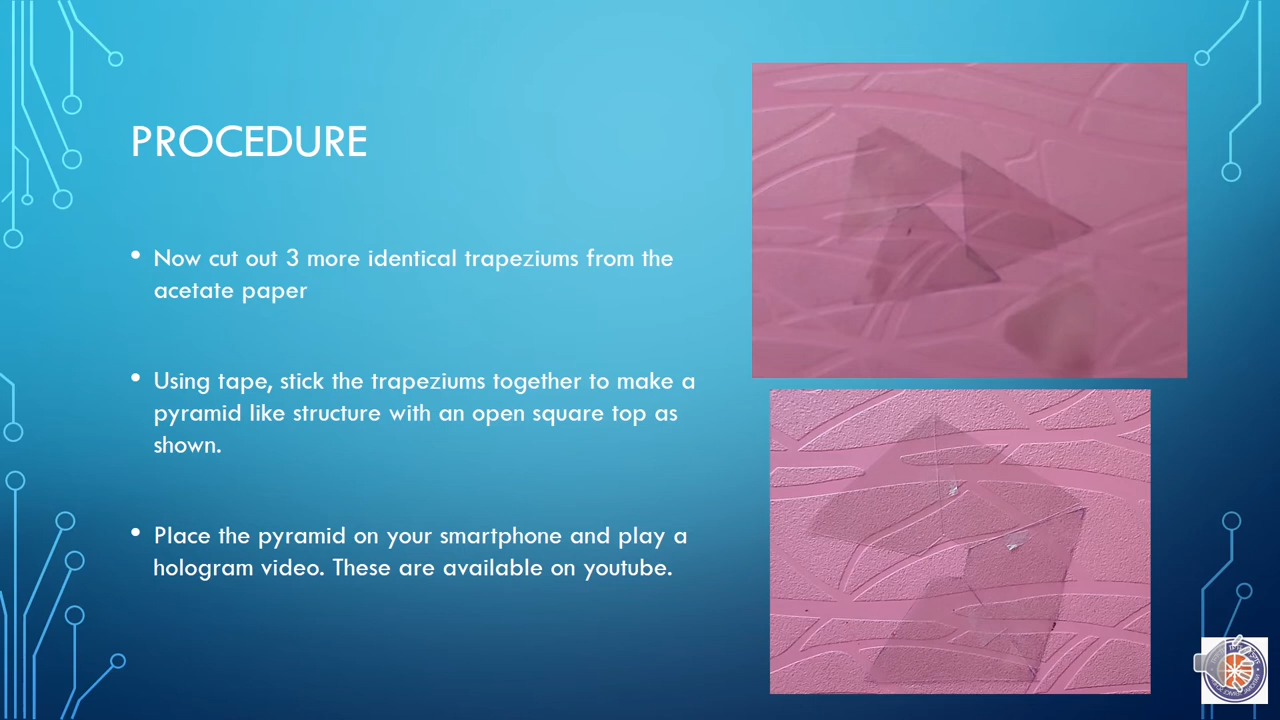 PROCEDURE
• Now cut out 3 more identical trapeziums from the
acetate paper
• Using tape, stick the trapeziums together to make a
pyramid like structure with an open square top as
shown.
• Place the pyramid on your smartphone and play a
hologram video. These are available on youtube.